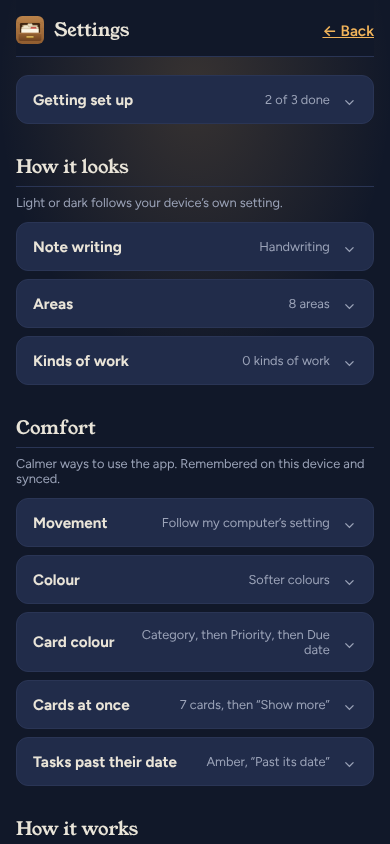 Settings
← Back
Getting set up
2 of 3 done
How it looks
Light or dark follows your device’s own setting.
Note writing
Handwriting
Areas
8 areas
Kinds of work
0 kinds of work
Comfort
Calmer ways to use the app. Remembered on this device and
synced.
Movement
Follow my computer’s setting
Colour
Softer colours
Card colour
Category, then Priority, then Due
date
Cards at once
7 cards, then “Show more”
Tasks past their date
Amber, “Past its date”
How it works